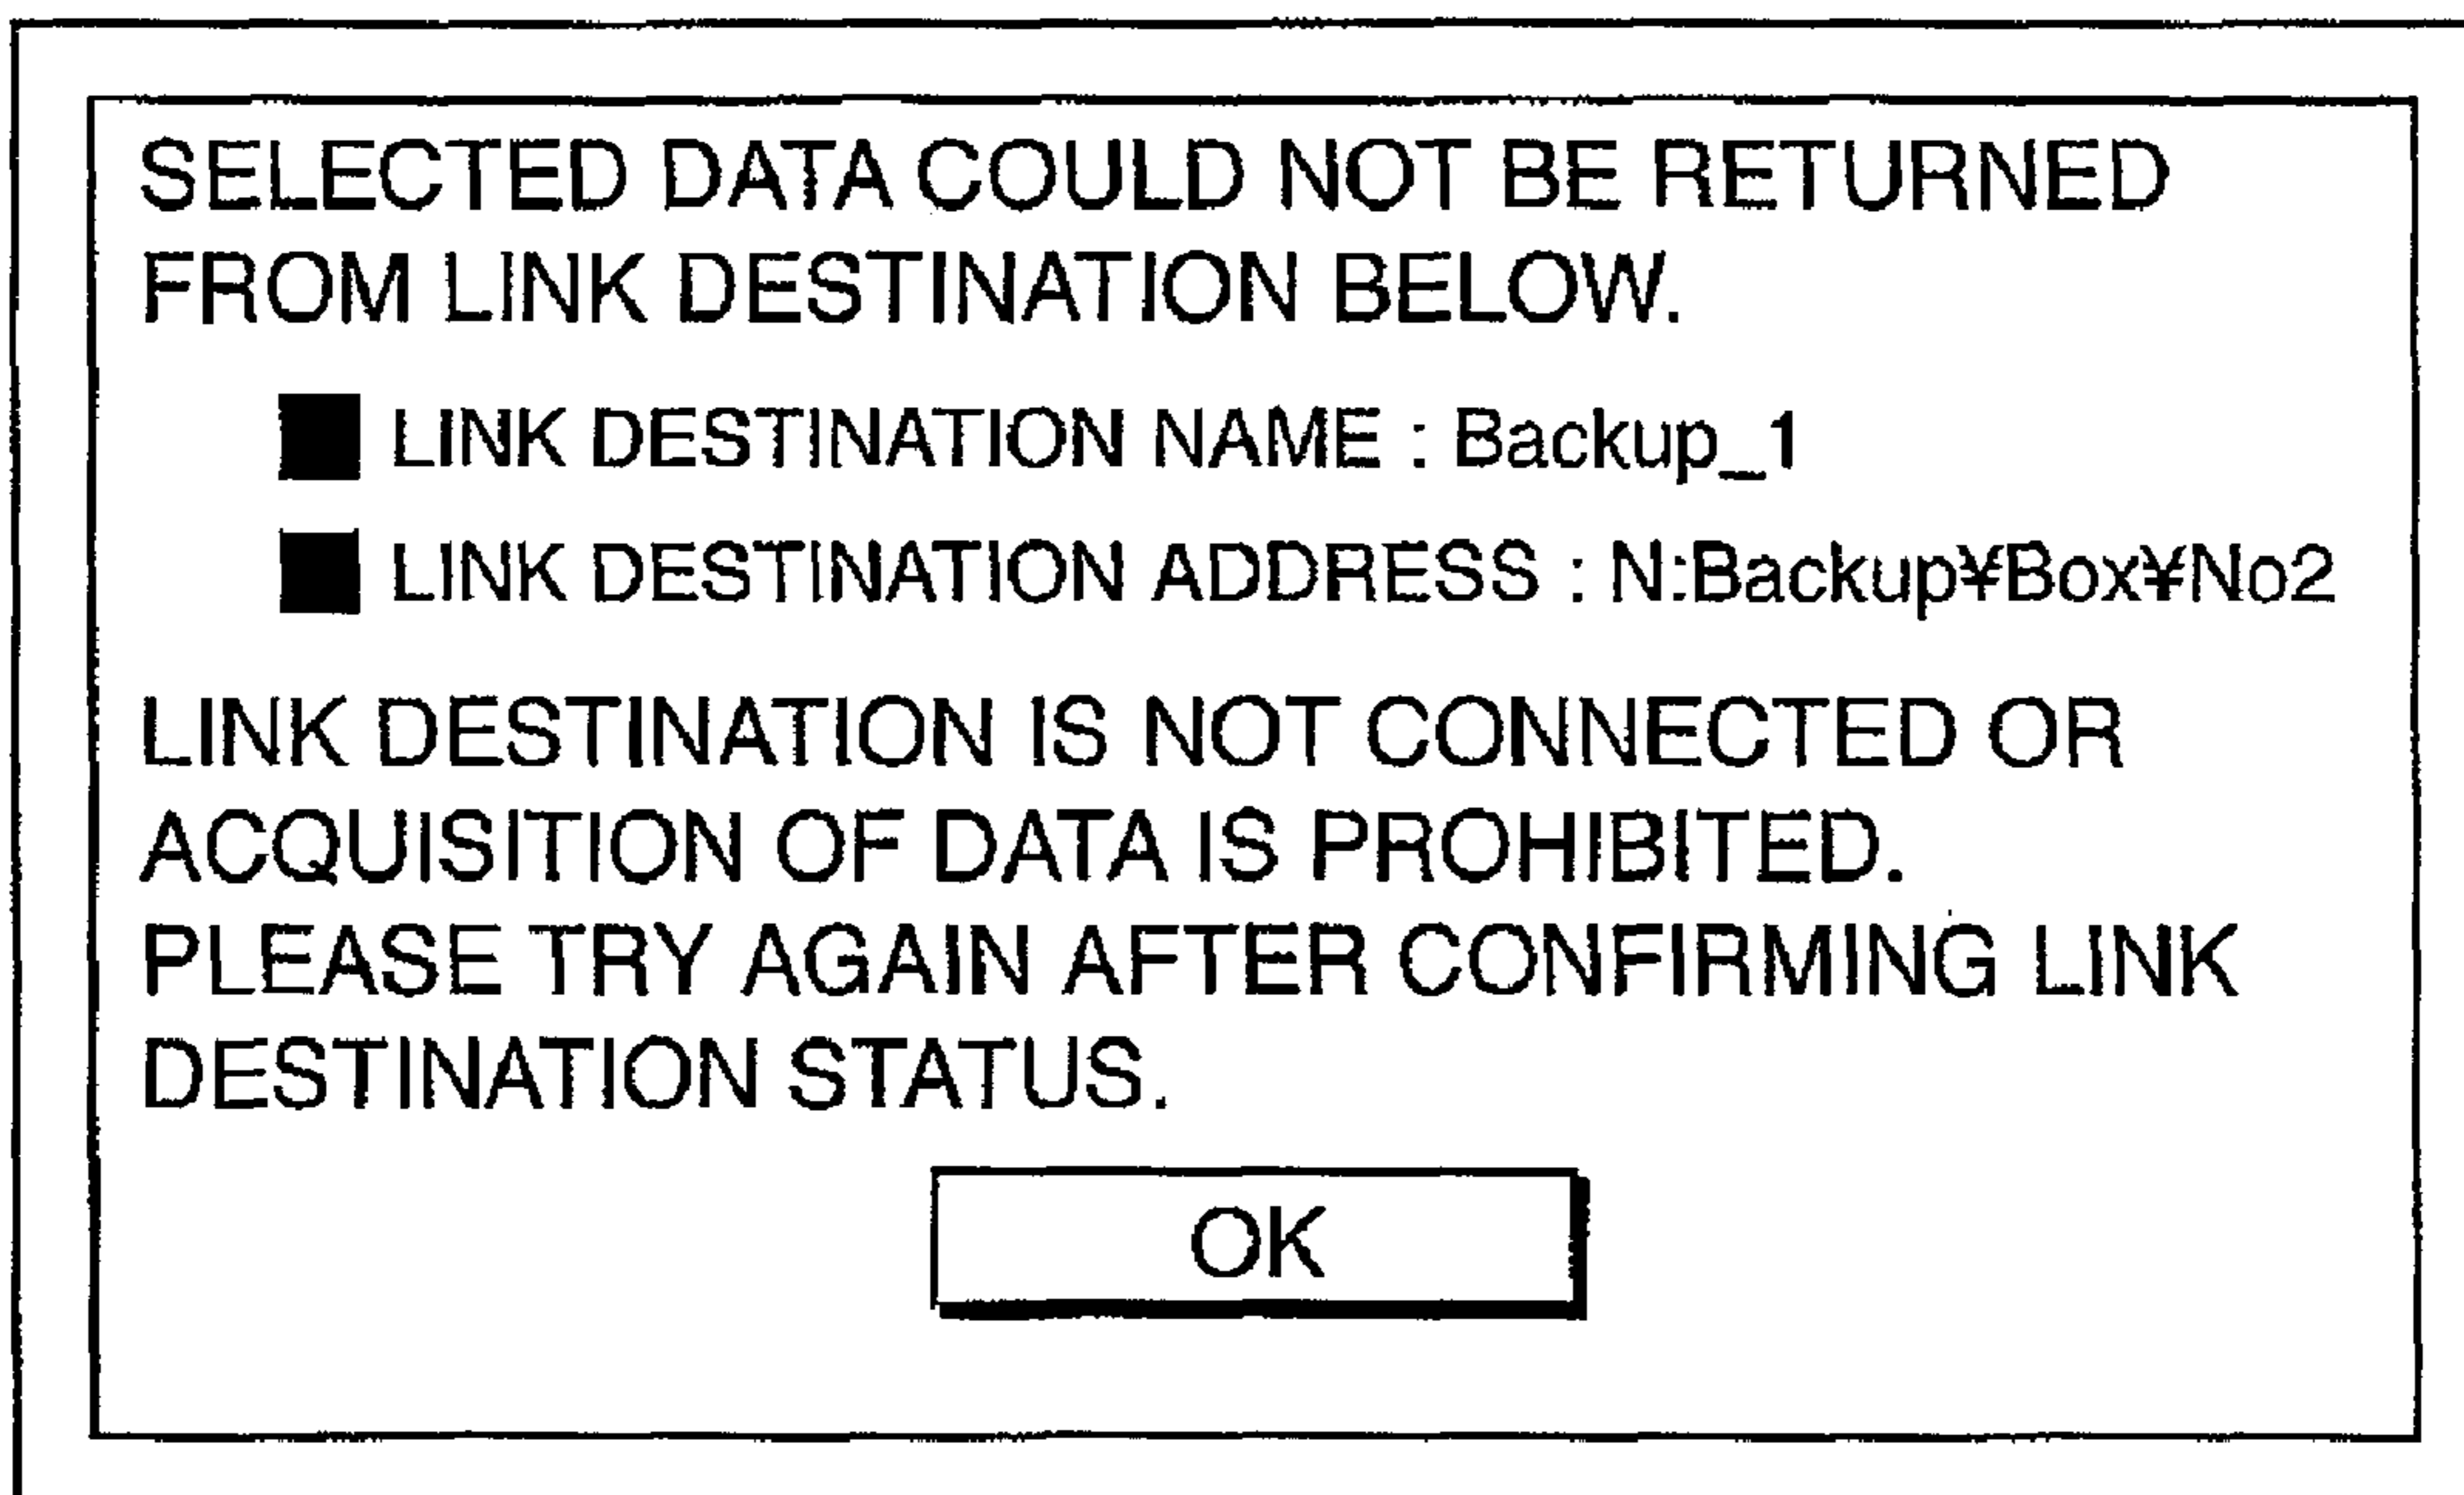 SELECTED DATA COULD NOT BE RETURNED
FROM LINK DESTINATION BELOW.
■ LINK DESTINATION NAME : Backup_1
■ LINK DESTINATION ADDRESS : N:Backup¥Box¥No2
LINK DESTINATION IS NOT CONNECTED OR
ACQUISITION OF DATA IS PROHIBITED.
PLEASE TRY AGAIN AFTER CONFIRMING LINK
DESTINATION STATUS.
OK